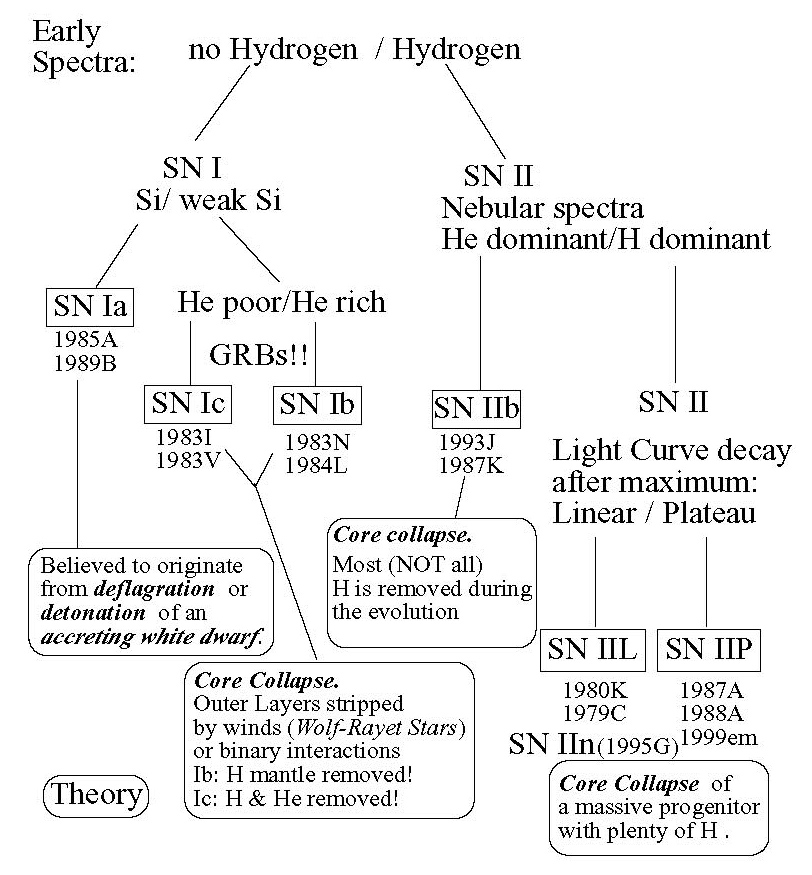 Early
Spectra:
no Hydrogen / Hydrogen
SN I
Si/ weak Si
SN II
Nebular spectra
He dominant/H dominant
SN Ia
1985A
1989B
He poor/He rich
GRBs!!
SN Ic
1983I
1983V
SN Ib
1983N
1984L
SN IIb
1993J
1987K
SN II
Light Curve decay
after maximum:
Linear / Plateau
Believed to originate
from deflagration or
detonation of an
accreting white dwarf.
Core collapse.
Most (NOT all)
H is removed during
the evolution
Core Collapse.
Outer Layers stripped
by winds (Wolf-Rayet Stars)
or binary interactions
Ib: H mantle removed!
Ic: H & He removed!
SN IIL
1980K
1979C
SN IIP
1987A
1988A
1999em
SN IIn (1995G)
Core Collapse of
a massive progenitor
with plenty of H .
Theory